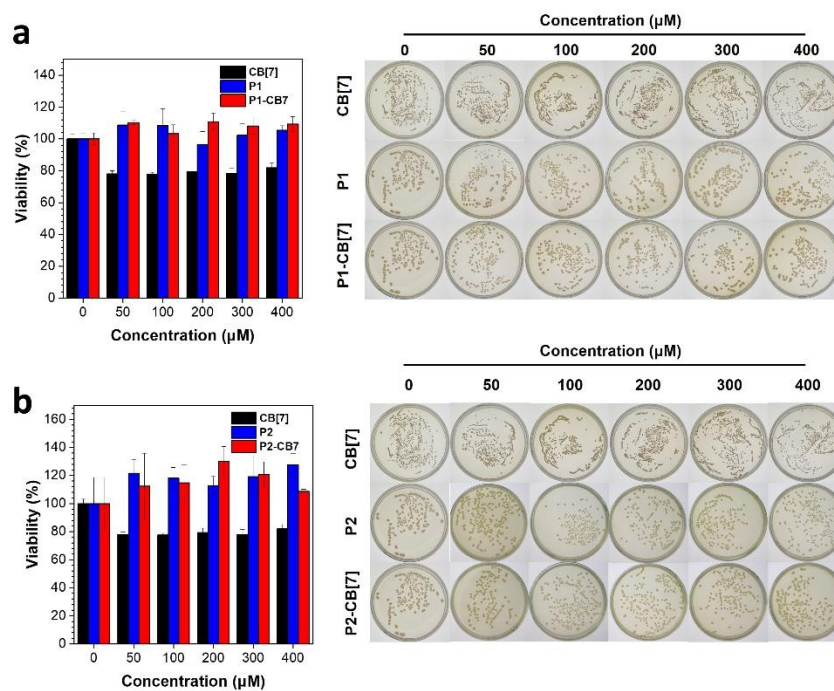 a
Concentration (µM)
0 50 100 200 300 400
CB[7]
P1
P1-CB[7]
Viability (%)
140
120
100
80
60
40
20
0
CB[7]
P1
P1-CB7
0 50 100 200 300 400
Concentration (µM)
b
Concentration (µM)
0 50 100 200 300 400
CB[7]
P2
P2-CB[7]
Viability (%)
160
140
120
100
80
60
40
20
0
CB[7]
P2
P2-CB7
0 50 100 200 300 400
Concentration (µM)